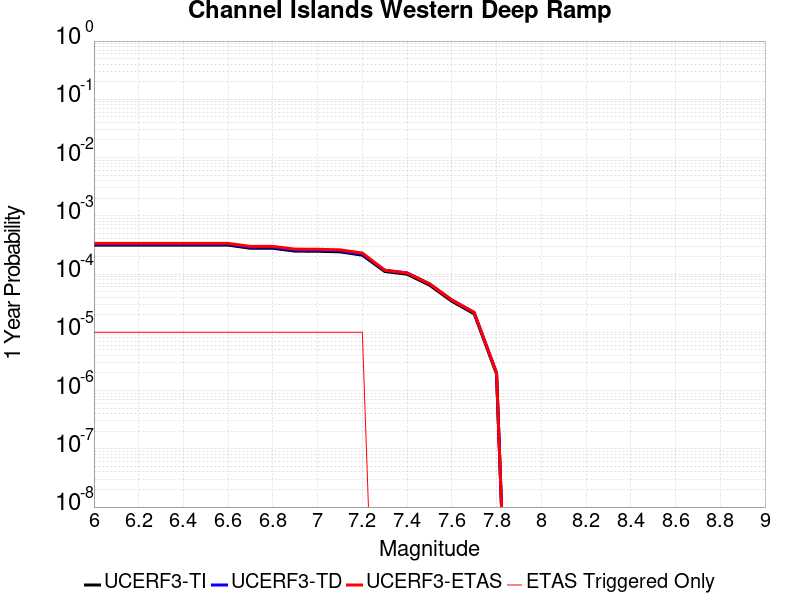 Channel Islands Western Deep Ramp
10^0
10^-1
10^-2
10^-3
10^-4
10^-5
10^-6
10^-7
10^-8
1 Year Probability
6 6.2 6.4 6.6 6.8 7 7.2 7.4 7.6 7.8 8 8.2 8.4 8.6 8.8 9
Magnitude
UCERF3-TI UCERF3-TD UCERF3-ETAS ETAS Triggered Only